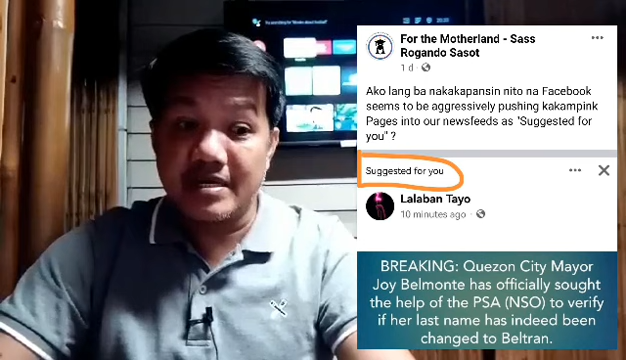 For the Motherland - Sass
Rogando Sasot
1 d
Ako lang ba nakakapansin nito na Facebook
seems to be aggressively pushing kakampink
Pages into our newsfeeds as "Suggested for
you" ?
Suggested for you
Lalaban Tayo
10 minutes ago
BREAKING: Quezon City Mayor
Joy Belmonte has officially sought
the help of the PSA (NSO) to verify
if her last name has indeed been
changed to Beltran.